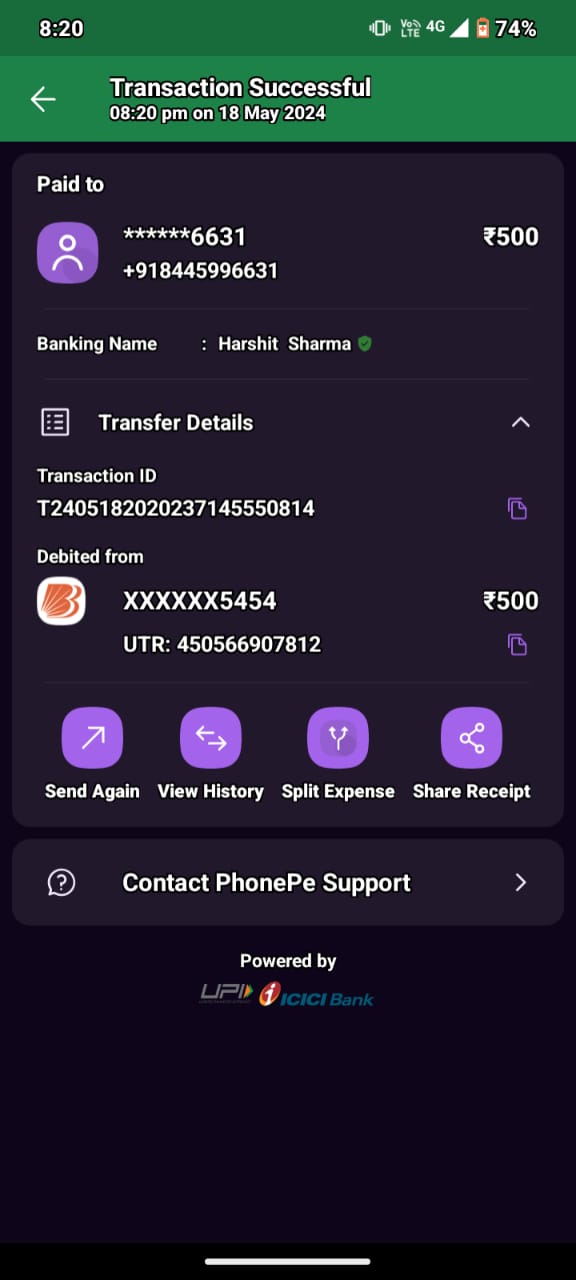 8:20
Vo)) LTE 4G 74%
Transaction Successful
08:20 pm on 18 May 2024
Paid to
******6631 ₹500
+918445996631
Banking Name : Harshit Sharma
Transfer Details
Transaction ID
T2405182020237145550814
Debited from
XXXXXX5454 ₹500
UTR: 450566907812
Send Again View History Split Expense Share Receipt
Contact PhonePe Support
Powered by
UPI ICICI Bank